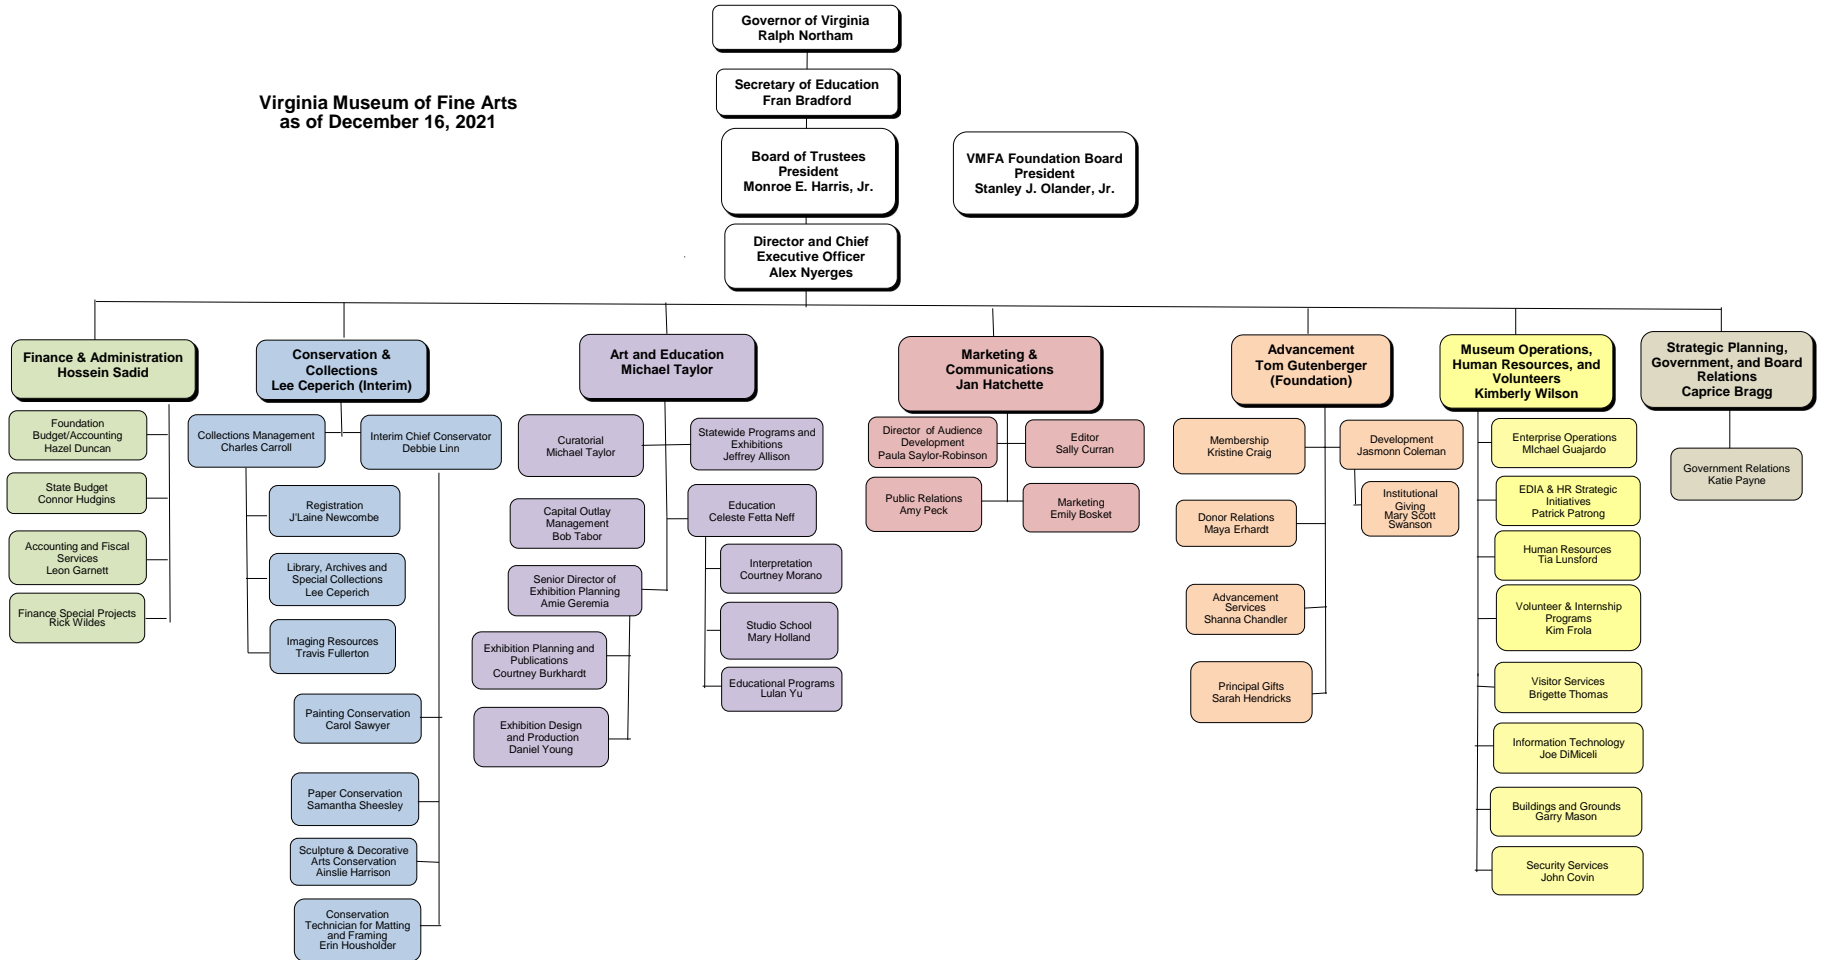 Governor of Virginia
Ralph Northam
Secretary of Education
Fran Bradford
Virginia Museum of Fine Arts
as of December 16, 2021
Board of Trustees
President
Monroe E. Harris, Jr.
VMFA Foundation Board
President
Stanley J. Olander, Jr.
Director and Chief
Executive Officer
Alex Nyerges
Finance & Administration
Hossein Sadid
Foundation
Budget/Accounting
Hazel Duncan
State Budget
Connor Hudgins
Accounting and Fiscal
Services
Leon Garnett
Finance Special Projects
Rick Wildes
Conservation &
Collections
Lee Ceperich (Interim)
Collections Management
Charles Carroll
Interim Chief Conservator
Debbie Linn
Registration
J'Laine Newcombe
Library, Archives and
Special Collections
Lee Ceperich
Imaging Resources
Travis Fullerton
Painting Conservation
Carol Sawyer
Paper Conservation
Samantha Sheesley
Sculpture & Decorative
Arts Conservation
Ainslie Harrison
Conservation
Technician for Matting
and Framing
Erin Housholder
Art and Education
Michael Taylor
Curatorial
Michael Taylor
Statewide Programs and
Exhibitions
Jeffrey Allison
Capital Outlay
Management
Bob Tabor
Education
Celeste Fetta Neff
Senior Director of
Exhibition Planning
Amie Geremia
Interpretation
Courtney Morano
Studio School
Mary Holland
Exhibition Planning and
Publications
Courtney Burkhardt
Educational Programs
Lulan Yu
Exhibition Design
and Production
Daniel Young
Marketing &
Communications
Jan Hatchette
Director  of Audience
Development
Paula Saylor-Robinson
Editor
Sally Curran
Public Relations
Amy Peck
Marketing
Emily Bosket
Advancement
Tom Gutenberger
(Foundation)
Membership
Kristine Craig
Development
Jasmonn Coleman
Institutional
Giving
Mary Scott
Swanson
Donor Relations
Maya Erhardt
Advancement
Services
Shanna Chandler
Principal Gifts
Sarah Hendricks
Museum Operations,
Human Resources, and
Volunteers
Kimberly Wilson
Enterprise Operations
MIchael Guajardo
EDIA & HR Strategic
Initiatives
Patrick Patrong
Human Resources
Tia Lunsford
Volunteer & Internship
Programs
Kim Frola
Visitor Services
Brigette Thomas
Information Technology
Joe DiMiceli
Buildings and Grounds
Garry Mason
Security Services
John Covin
Strategic Planning,
Government, and Board
Relations
Caprice Bragg
Government Relations
Katie Payne